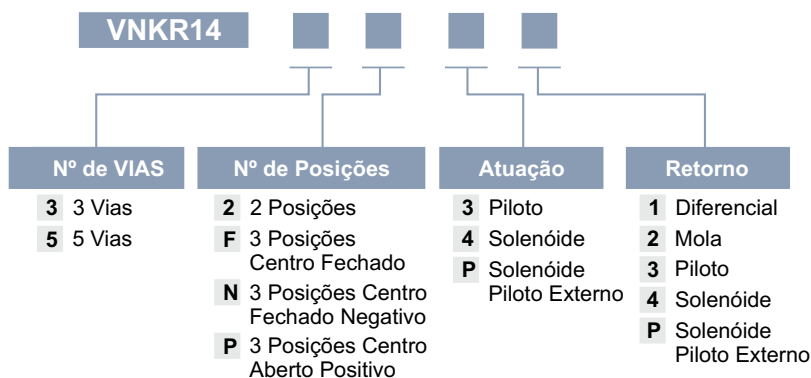 VNKR14
Nº de VIAS
3 3 Vias
5 5 Vias
Nº de Posições
2 2 Posições
F 3 Posições
Centro Fechado
N 3 Posições Centro
Fechado Negativo
P 3 Posições Centro
Aberto Positivo
Atuação
3 Piloto
4 Solenóide
P Solenóide
Piloto Externo
Retorno
1 Diferencial
2 Mola
3 Piloto
4 Solenóide
P Solenóide
Piloto Externo